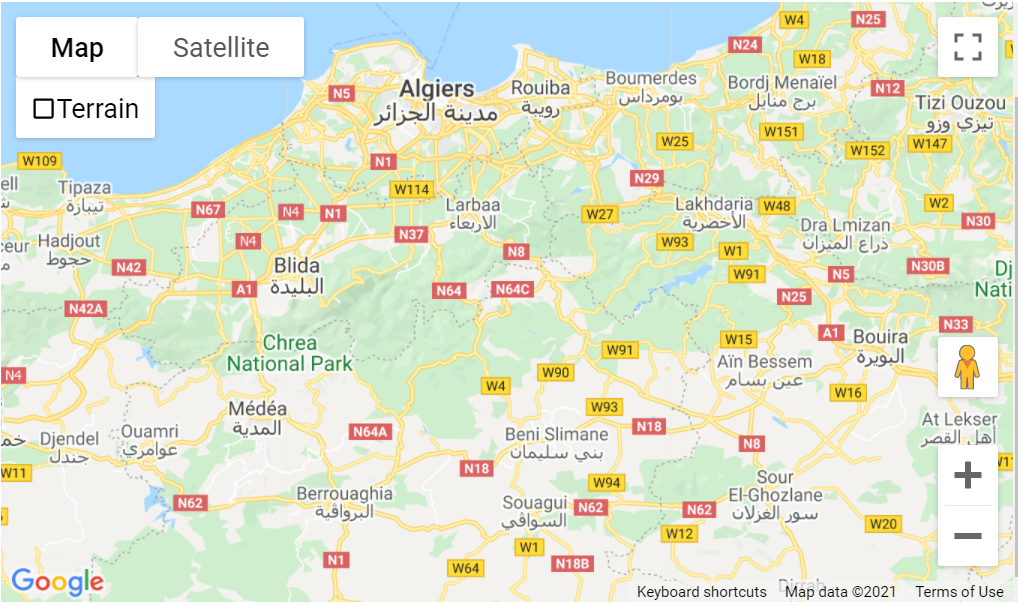 Map
Satellite
Terrain
W4
N25
N24
W18
N12
N5
Algiers
مدينة الجزائر
Rouiba
رويبة
Boumerdes
بومرداس
Bordj Menaïel
برج منايل
Tizi Ouzou
تيزي وزو
W109
N1
W25
W151
W152
W147
Tipaza
تيبازة
W114
N29
N67
N4
N1
Larbaa
الاربعاء
W27
Lakhdaria
الأخضرية
W48
W2
N30
Dra Lmizan
ذراع الميزان
Hadjout
حجوط
N4
N37
N8
W93
W1
N42
Blida
البليدة
W91
N5
N30B
A1
N64
N64C
N25
N42A
Chrea
National Park
W91
W15
A1
Bouira
البويرة
N33
N4
W90
W4
Aïn Bessem
عين بسام
W16
Médéa
المدية
W93
N18
At Lekser
أهل القصر
Djendel
جندل
Ouamri
عوامري
N64A
Beni Slimane
بني سليمان
N8
W11
N18
W94
Sour
El-Ghozlane
سور الغزلان
N62
Berrouaghia
البرواڤية
Souagui
السواڤي
N62
N62
W12
W20
W1
N1
W64
N18B
Dirrah
Google
Keyboard shortcuts
Map data ©2021
Terms of Use